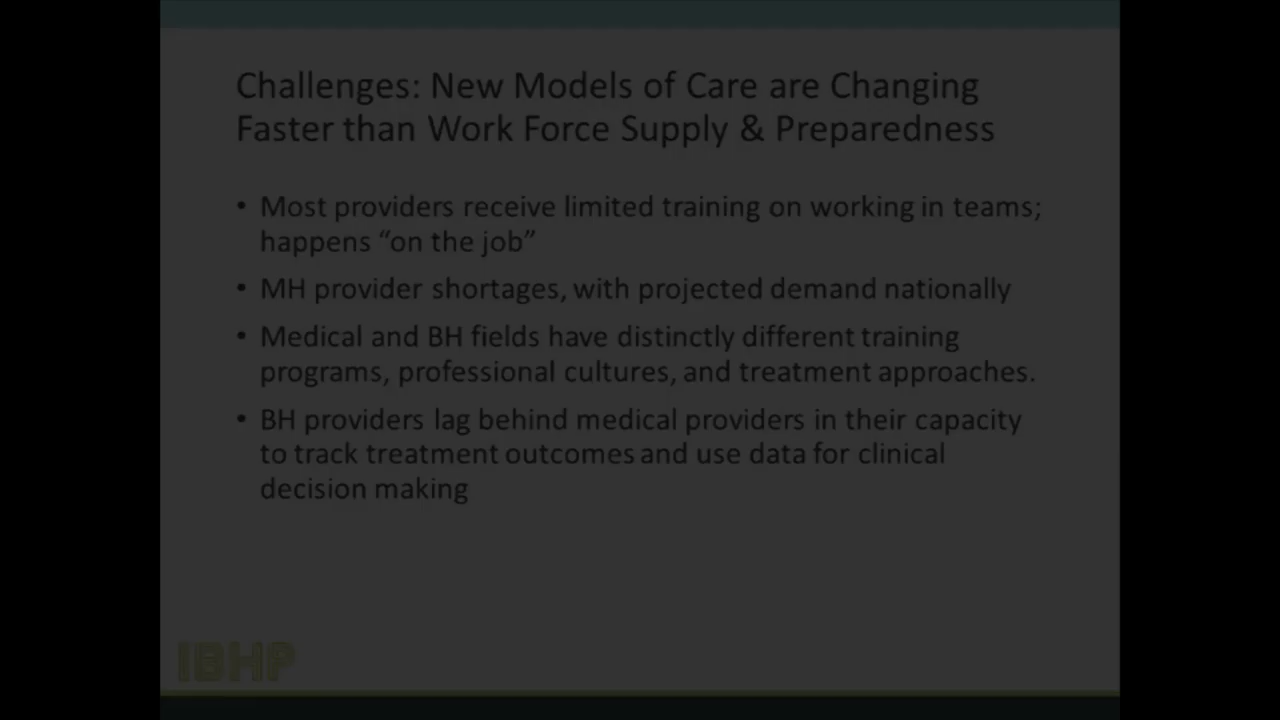 Challenges: New Models of Care are Changing
Faster than Work Force Supply & Preparedness
• Most providers receive limited training on working in teams;
happens “on the job”
• MH provider shortages, with projected demand nationally
• Medical and BH fields have distinctly different training
programs, professional cultures, and treatment approaches.
• BH providers lag behind medical providers in their capacity
to track treatment outcomes and use data for clinical
decision making
IBHP